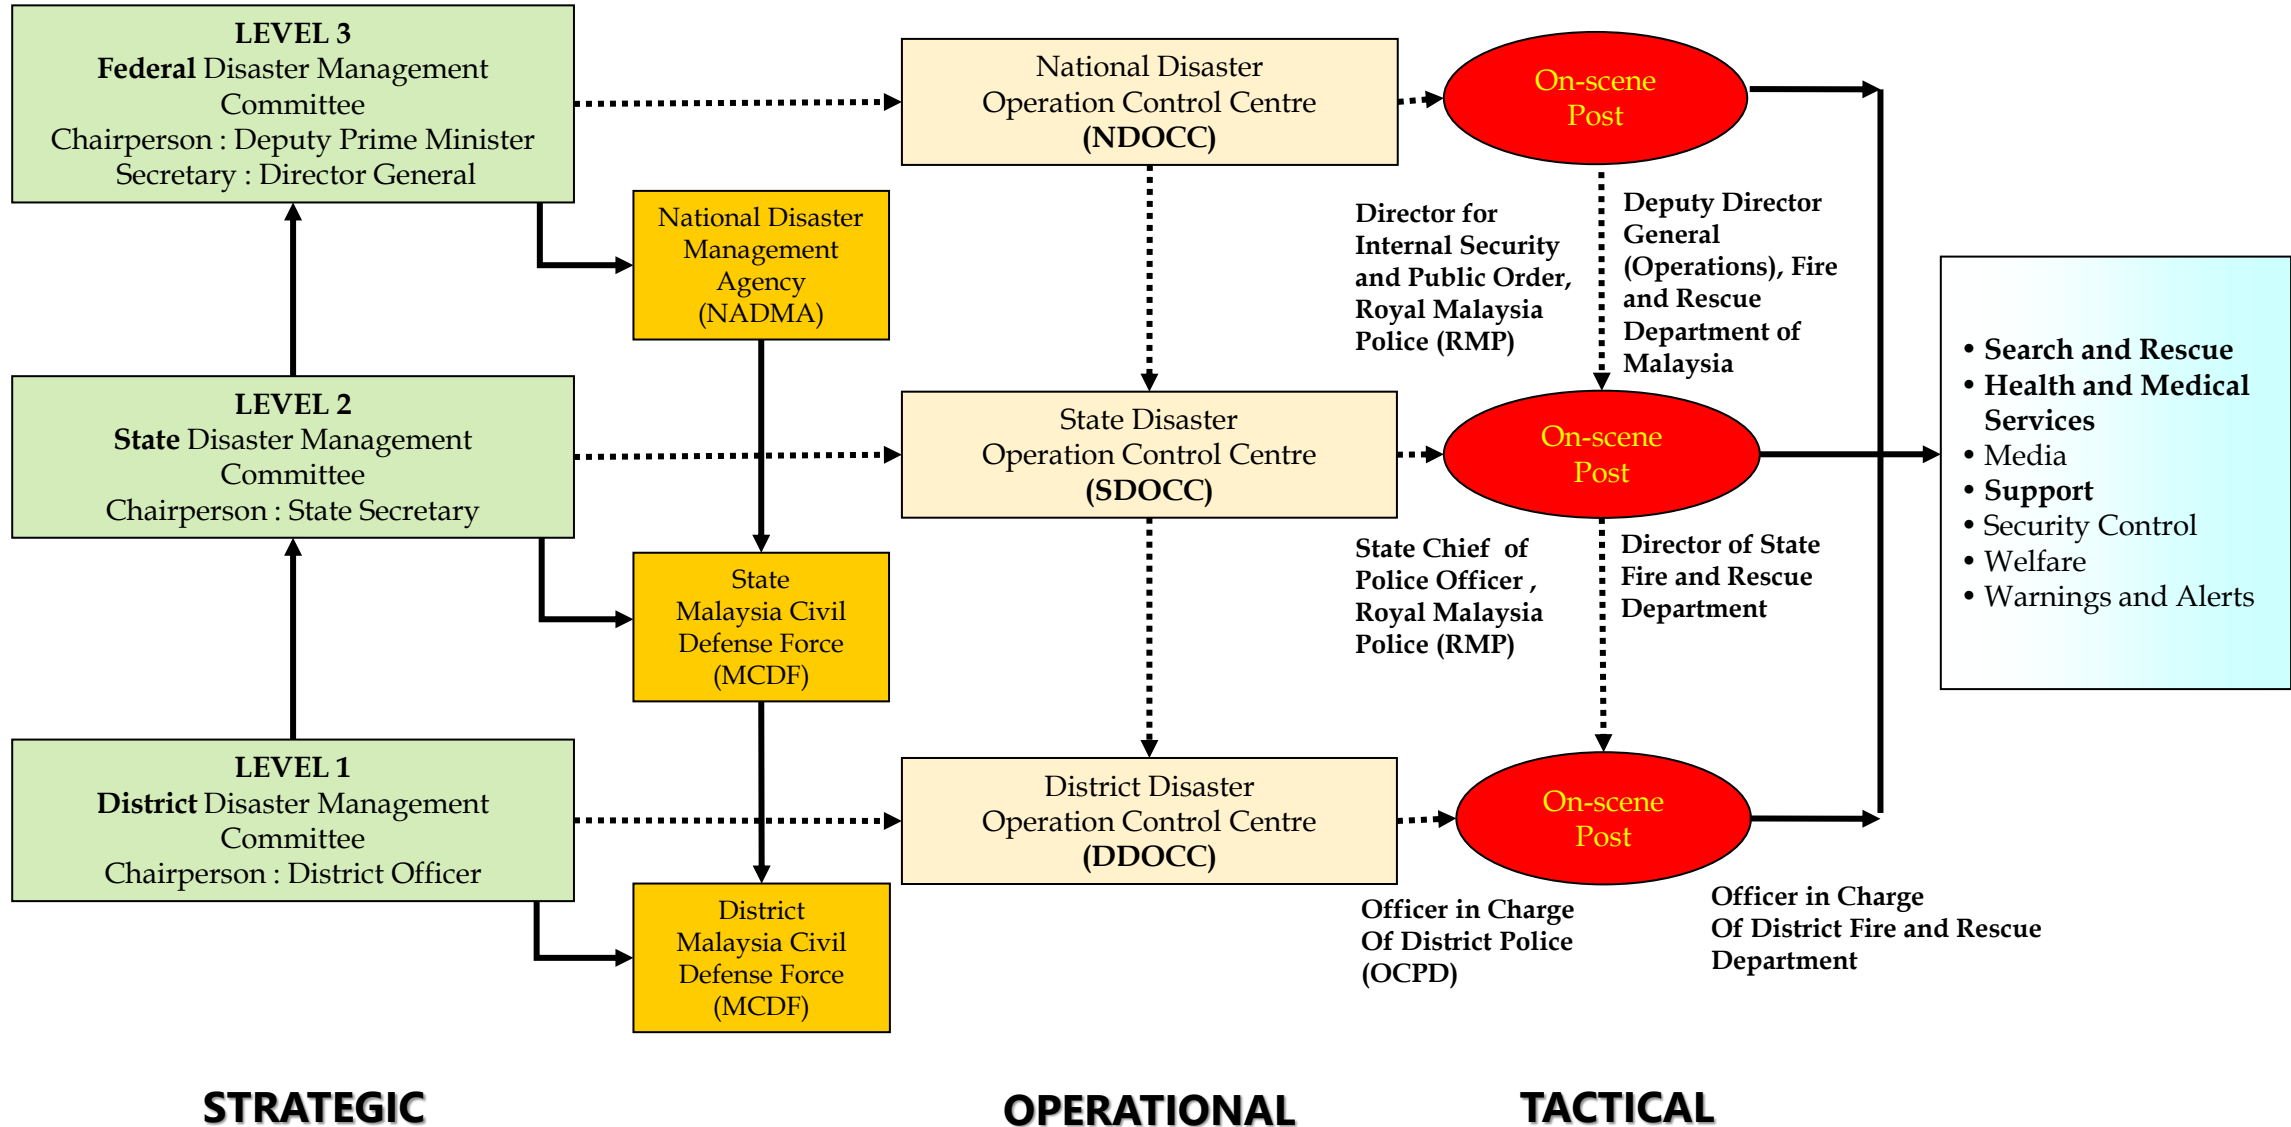 LEVEL 3
Federal Disaster Management
Committee
Chairperson : Deputy Prime Minister
Secretary : Director General
National Disaster
Management
Agency
(NADMA)
National Disaster
Operation Control Centre
(NDOCC)
On-scene
Post
Director for
Internal Security
and Public Order,
Royal Malaysia
Police (RMP)
Deputy Director
General
(Operations), Fire
and Rescue
Department of
Malaysia
LEVEL 2
State Disaster Management
Committee
Chairperson : State Secretary
State
Malaysia Civil
Defense Force
(MCDF)
State Disaster
Operation Control Centre
(SDOCC)
On-scene
Post
State Chief of
Police Officer ,
Royal Malaysia
Police (RMP)
Director of State
Fire and Rescue
Department
LEVEL 1
District Disaster Management
Committee
Chairperson : District Officer
District
Malaysia Civil
Defense Force
(MCDF)
District Disaster
Operation Control Centre
(DDOCC)
On-scene
Post
Officer in Charge
Of District Police
(OCPD)
Officer in Charge
Of District Fire and Rescue
Department
• Search and Rescue
• Health and Medical
Services
• Media
• Support
• Security Control
• Welfare
• Warnings and Alerts
STRATEGIC
OPERATIONAL
TACTICAL